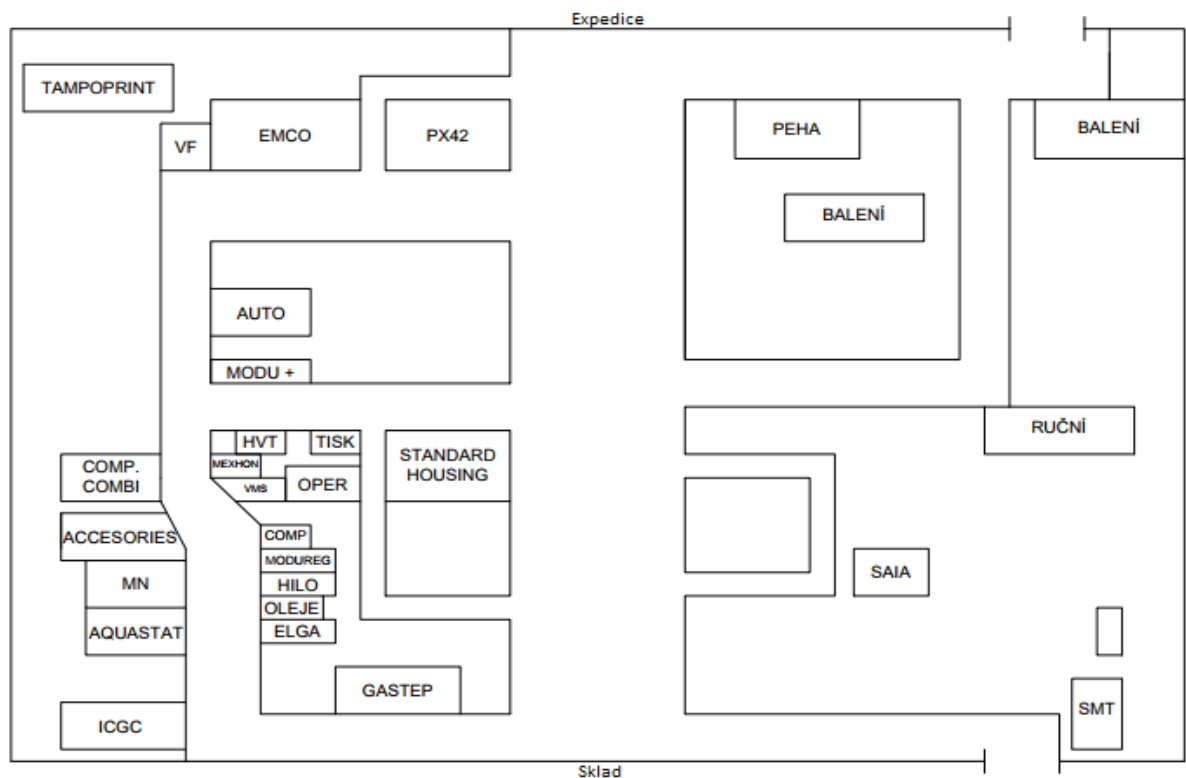 Expedice
TAMPOPRINT
VF
EMCO
PX42
PEHA
BALENÍ
BALENÍ
AUTO
MODU +
HVT
TISK
MEXHON
VMS
OPER
STANDARD
HOUSING
RUČNÍ
COMP.
COMBI
ACCESORIES
COMP
MODUREG
HILO
OLEJE
ELGA
MN
AQUASTAT
SAIA
GASTEP
ICGC
SMT
Sklad